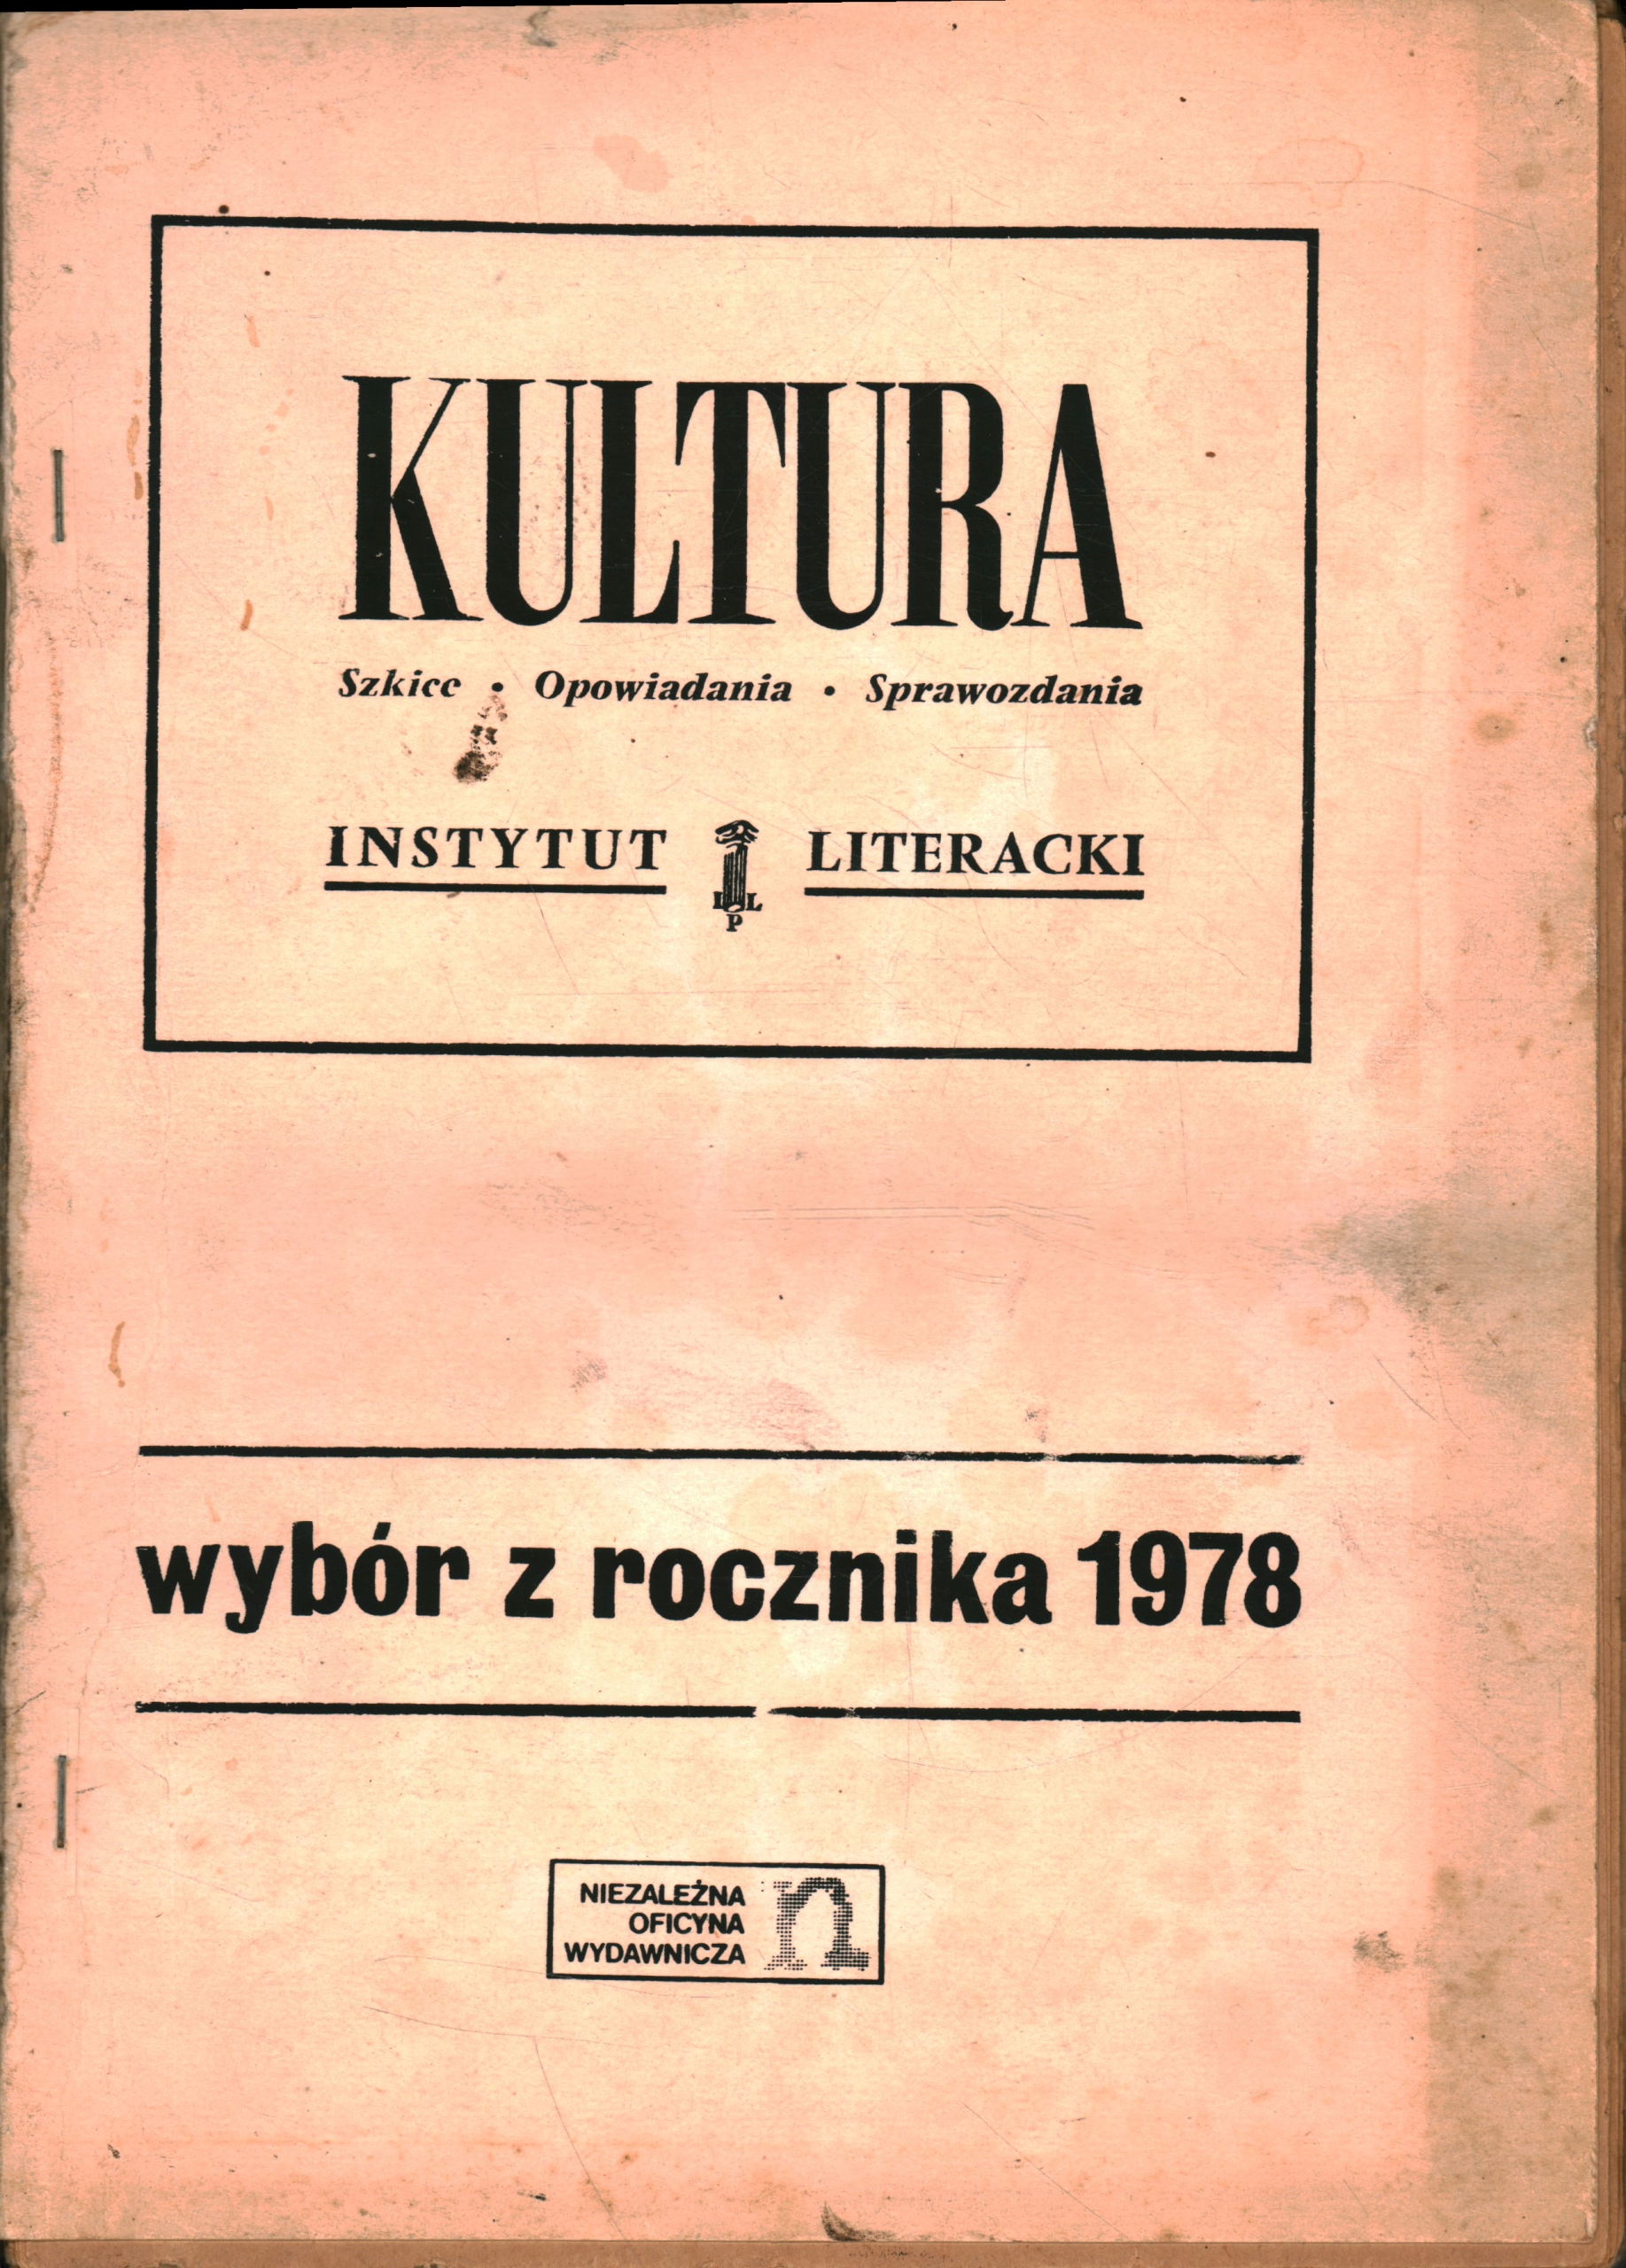 KULTURA
Szkice • Opowiadania • Sprawozdania
INSTYTUT LITERACKI
I L
P
wybór z rocznika 1978
NIEZALEŻNA
OFICYNA
WYDAWNICZA
n